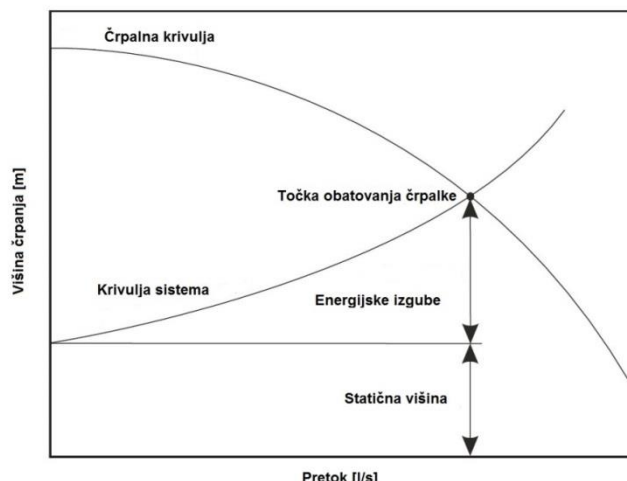 Črpalna krivulja
Višina črpanja [m]
Točka obatovanja črpalke
Krivulja sistema
Energijske izgube
Statična višina
Pretok [l/s]